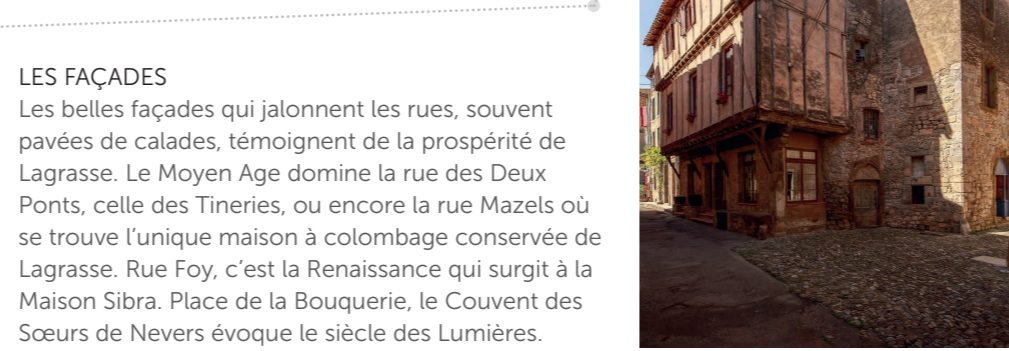 LES FAÇADES
Les belles façades qui jalonnent les rues, souvent
pavées de calades, témoignent de la prospérité de
Lagrasse. Le Moyen Age domine la rue des Deux
Ponts, celle des Tineries, ou encore la rue Mazels où
se trouve l’unique maison à colombage conservée de
Lagrasse. Rue Foy, c’est la Renaissance qui surgit à la
Maison Sibra. Place de la Bouquerie, le Couvent des
Sœurs de Nevers évoque le siècle des Lumières.